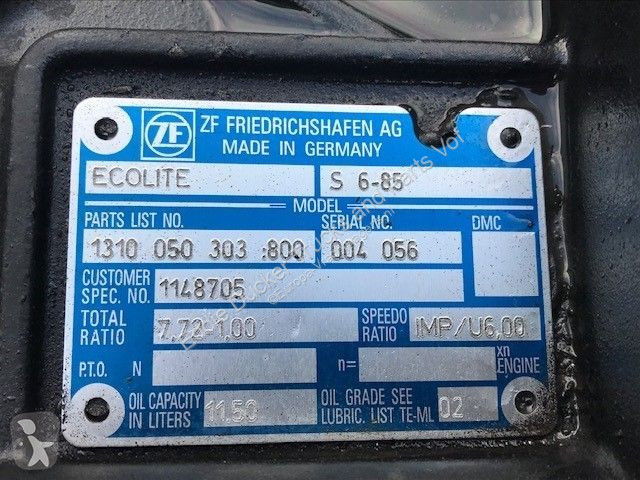 ZF
ZF FRIEDRICHSHAFEN AG
MADE IN GERMANY
ECOLITE S 6-85
MODEL
PARTS LIST NO. SERIAL NO. DMC
1310 050 303 :800 004 056
CUSTOMER SPEC. NO. 1148705
TOTAL RATIO 7,72-1,00 SPEEDO RATIO IMP/U6,00
P.T.O. N n= xn ENGINE
OIL CAPACITY IN LITERS 11,50 OIL GRADE SEE LUBRIC. LIST TE-ML 02